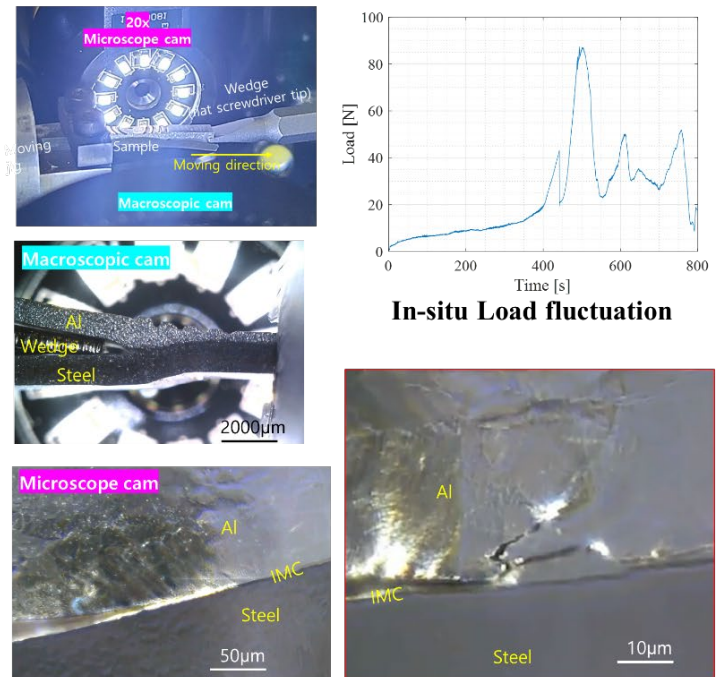 20x
Microscope cam
Wedge
(flat screwdriver tip)
Moving
jig
Sample
Moving direction
Macroscopic cam
100
80
60
40
20
0
Load [N]
0 200 400 600 800
Time [s]
In-situ Load fluctuation
Macroscopic cam
Al
Wedge
Steel
2000μm
Microscope cam
Al
IMC
Steel
50μm
Al
IMC
Steel
10μm